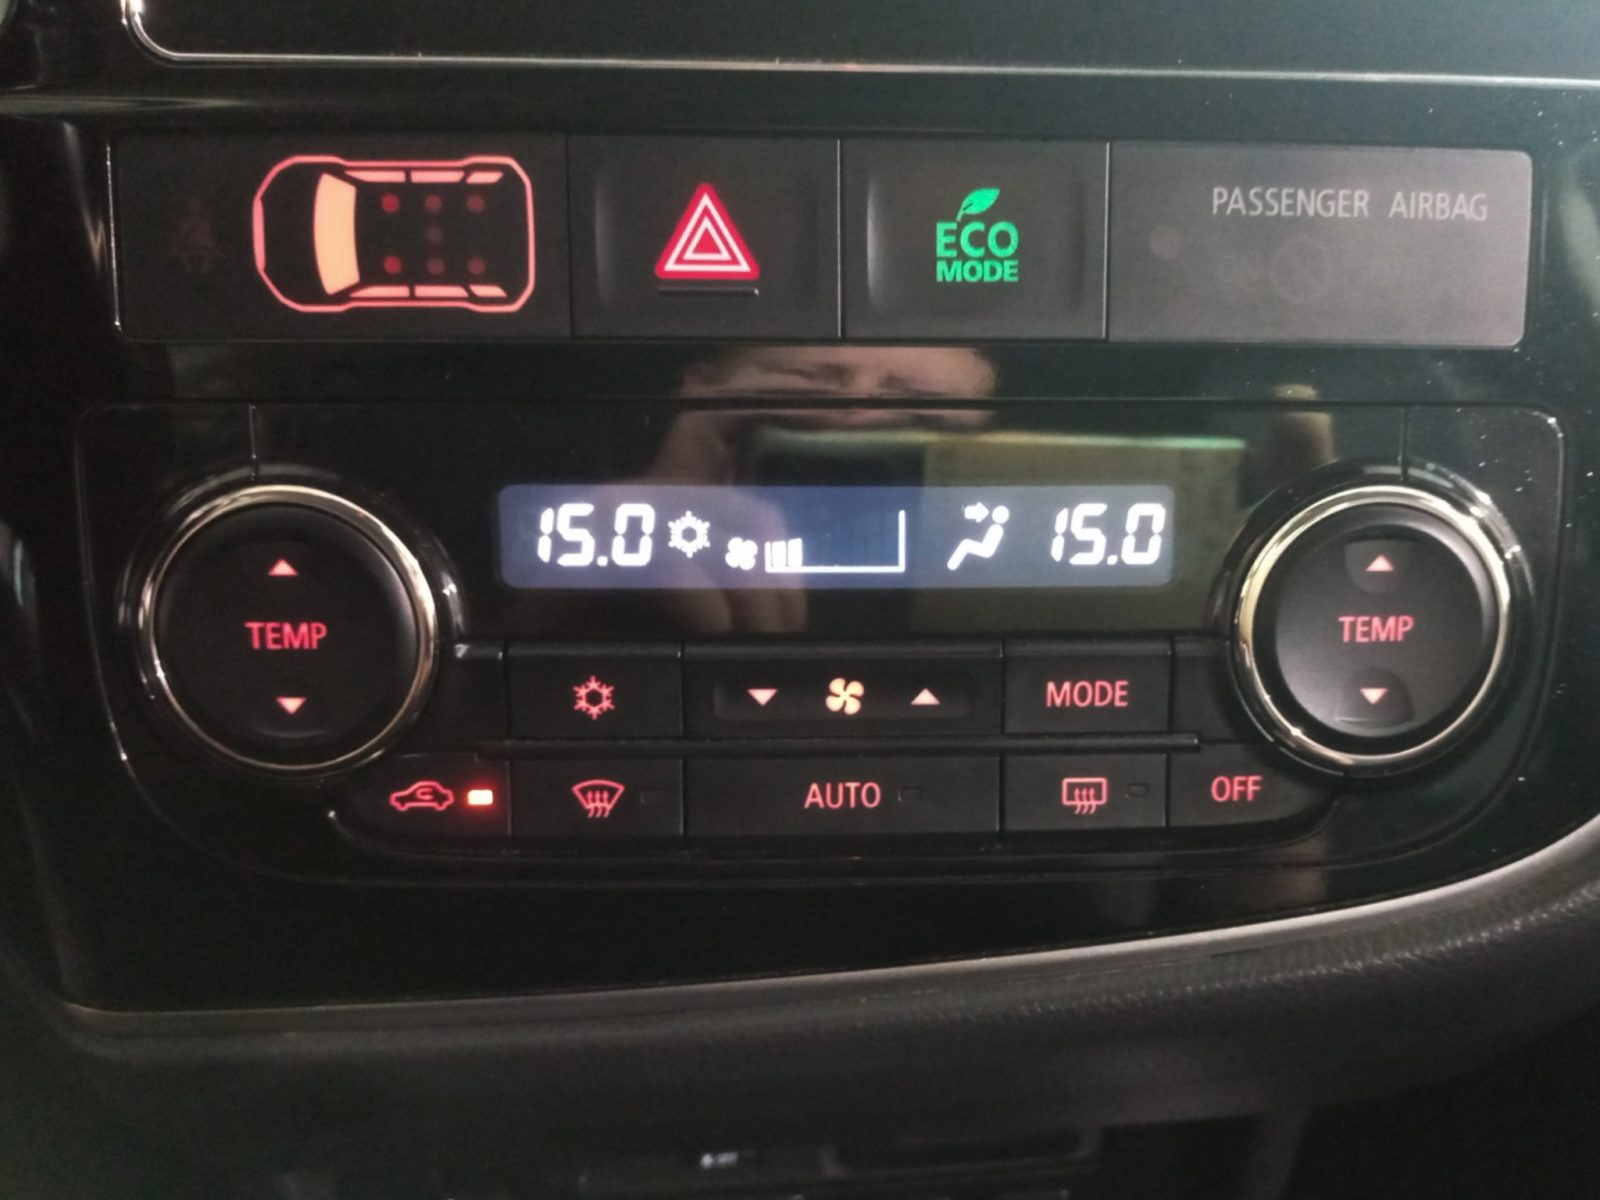 ECO
MODE
PASSENGER AIRBAG
15.0
15.0
TEMP
TEMP
MODE
AUTO
OFF